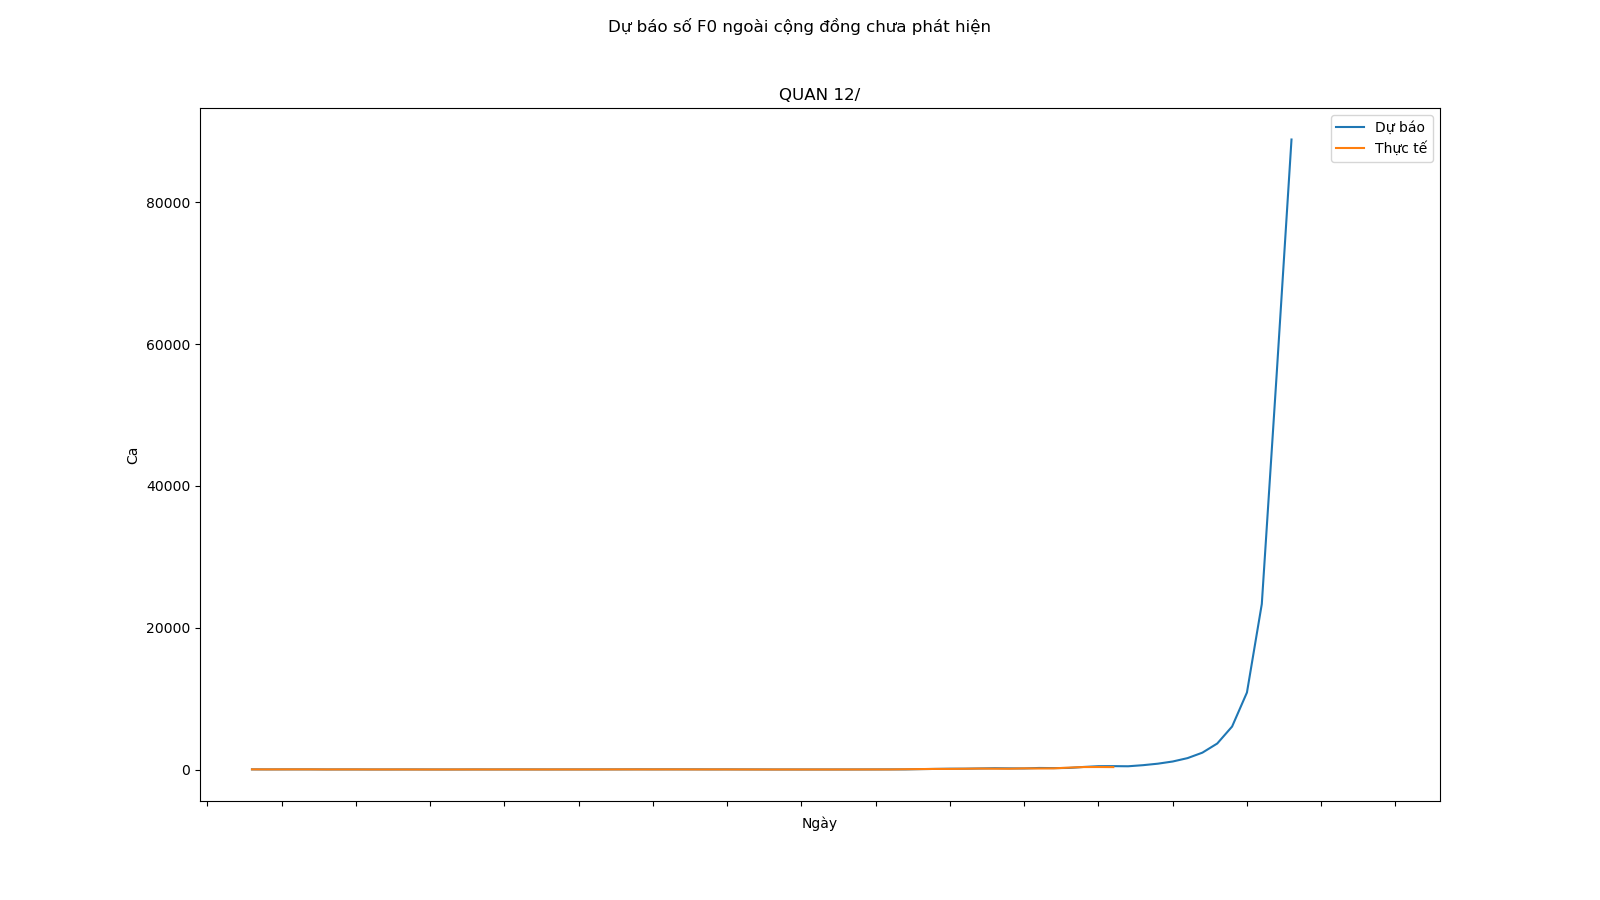 Dự báo số F0 ngoài cộng đồng chưa phát hiện
QUAN 12/
Dự báo
Thực tế
80000
60000
40000
20000
0
Ca
Ngày